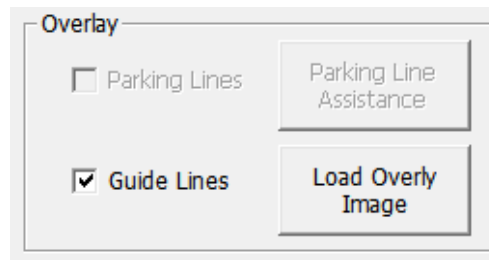 Overlay
Parking Lines
Parking Line
Assistance
Guide Lines
Load Overly
Image